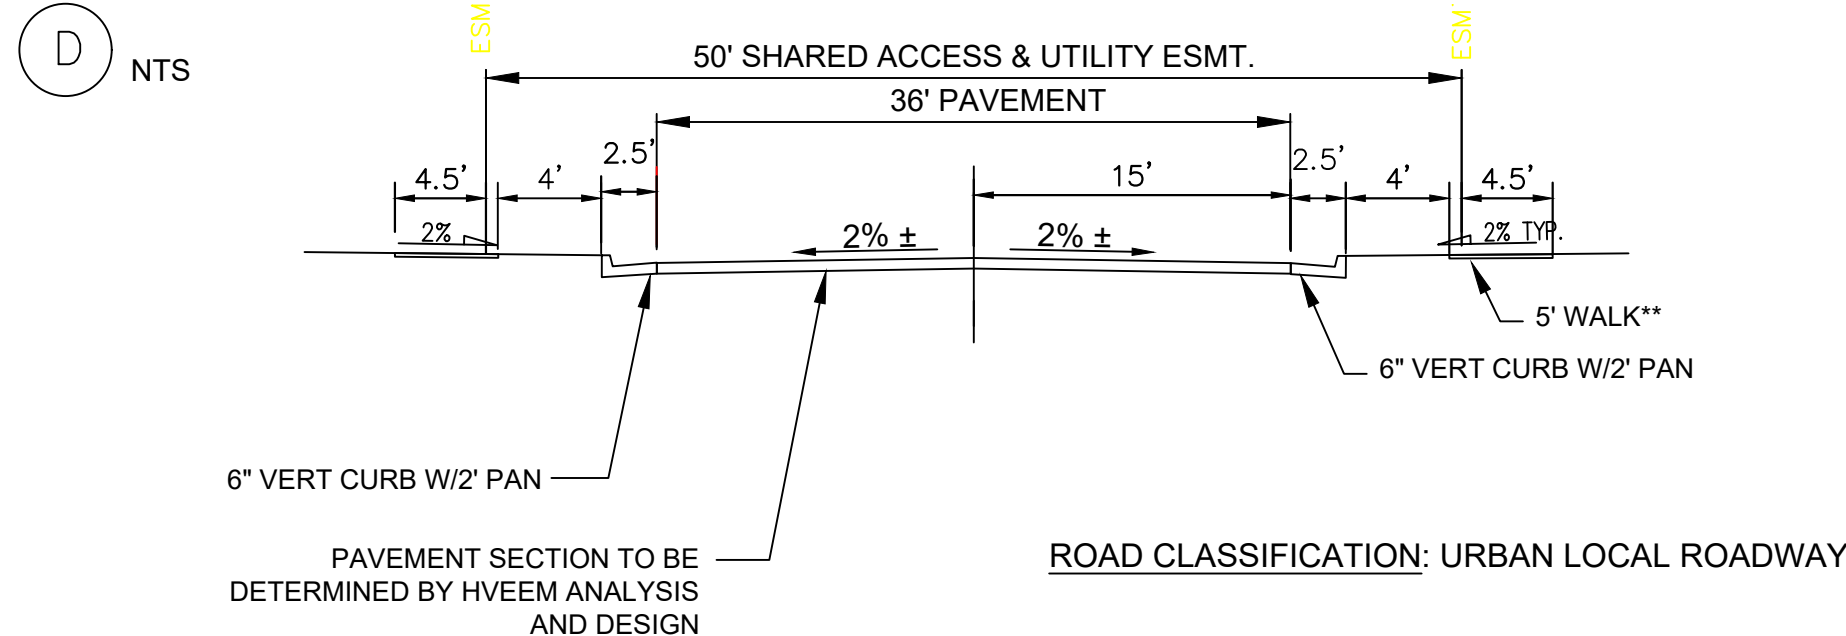 D
NTS
ESM
ESM
50' SHARED ACCESS & UTILITY ESMT.
36' PAVEMENT
2.5'
2.5'
4.5'
4'
15'
4'
4.5'
2%
2% ±
2% ±
2% TYP.
5' WALK**
6" VERT CURB W/2' PAN
6" VERT CURB W/2' PAN
PAVEMENT SECTION TO BE
DETERMINED BY HVEEM ANALYSIS
AND DESIGN
ROAD CLASSIFICATION: URBAN LOCAL ROADWAY